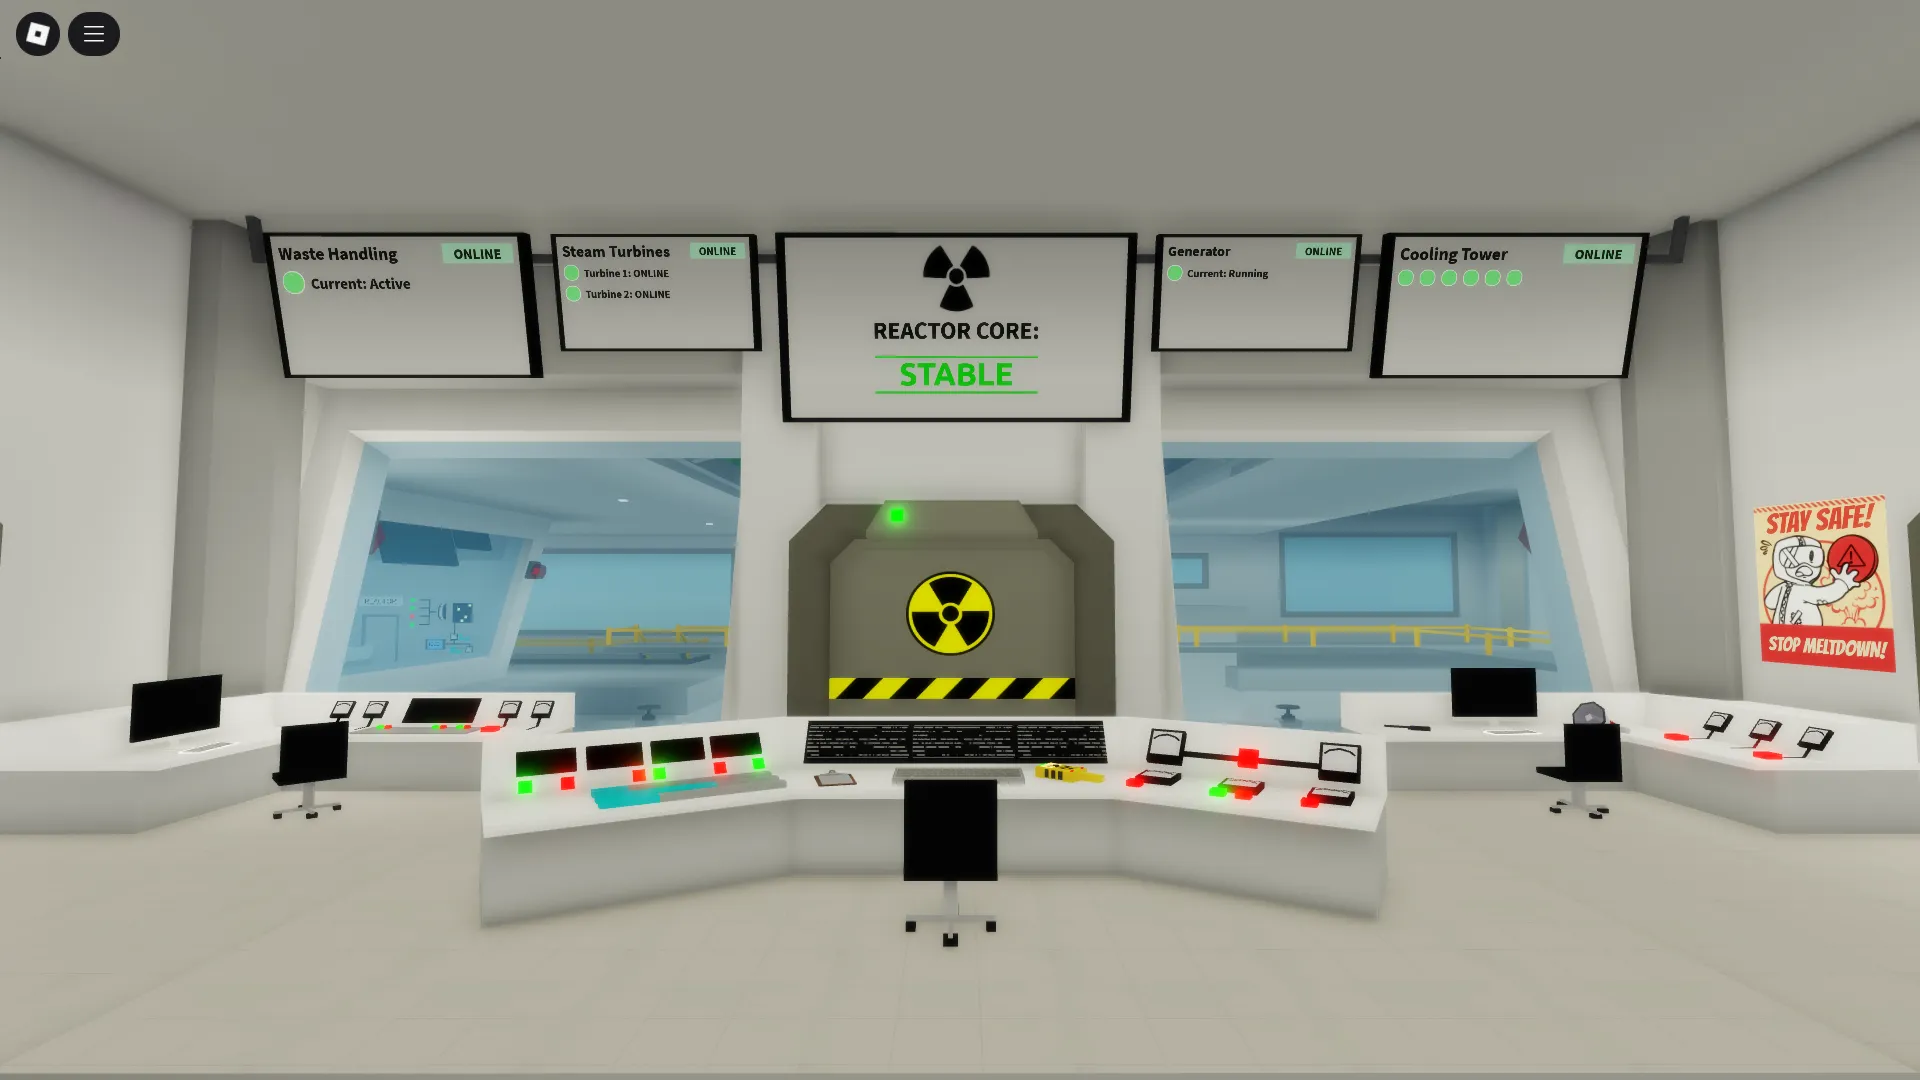 Waste Handling
ONLINE
Current: Active
Steam Turbines
ONLINE
Turbine 1: ONLINE
Turbine 2: ONLINE
REACTOR CORE:
STABLE
Generator
ONLINE
Current: Running
Cooling Tower
ONLINE
STAY SAFE!
STOP MELTDOWN!